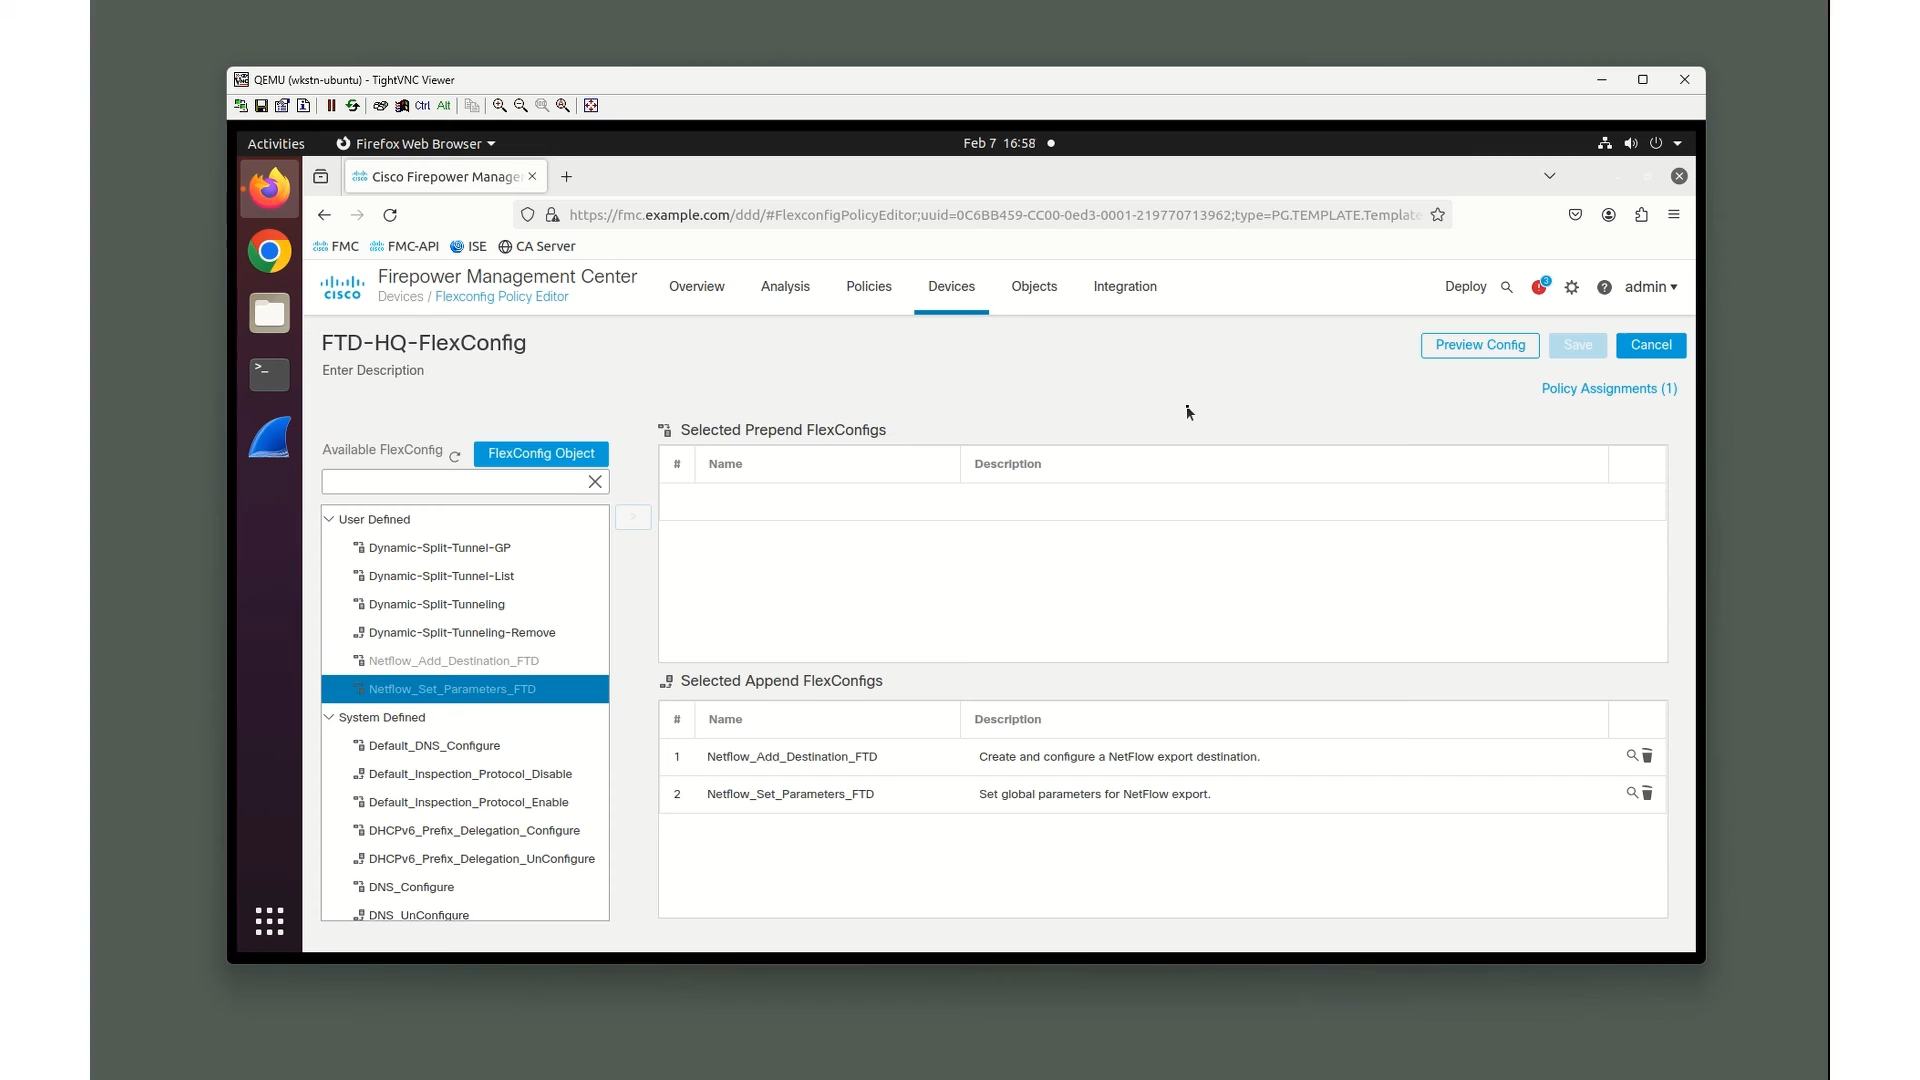 QEMU (wkstn-ubuntu) - TightVNC Viewer
Ctrl Alt
Activities Firefox Web Browser Feb 7 16:58
Cisco Firepower Manage
https://fmc.example.com/ddd/#FlexconfigPolicyEditor;uuid=0C6BB459-CC00-0ed3-0001-219770713962;type=PG.TEMPLATE.Template
FMC FMC-API ISE CA Server
CISCO
Firepower Management Center
Devices / Flexconfig Policy Editor
Overview Analysis Policies Devices Objects Integration
Deploy 3 admin
FTD-HQ-FlexConfig
Enter Description
Preview Config Save Cancel
Policy Assignments (1)
Available FlexConfig FlexConfig Object
User Defined
Dynamic-Split-Tunnel-GP
Dynamic-Split-Tunnel-List
Dynamic-Split-Tunneling
Dynamic-Split-Tunneling-Remove
Netflow_Add_Destination_FTD
Netflow_Set_Parameters_FTD
System Defined
Default_DNS_Configure
Default_Inspection_Protocol_Disable
Default_Inspection_Protocol_Enable
DHCPv6_Prefix_Delegation_Configure
DHCPv6_Prefix_Delegation_UnConfigure
DNS_Configure
DNS_UnConfigure
>
Selected Prepend FlexConfigs
# Name Description
Selected Append FlexConfigs
# Name Description
1 Netflow_Add_Destination_FTD Create and configure a NetFlow export destination.
2 Netflow_Set_Parameters_FTD Set global parameters for NetFlow export.